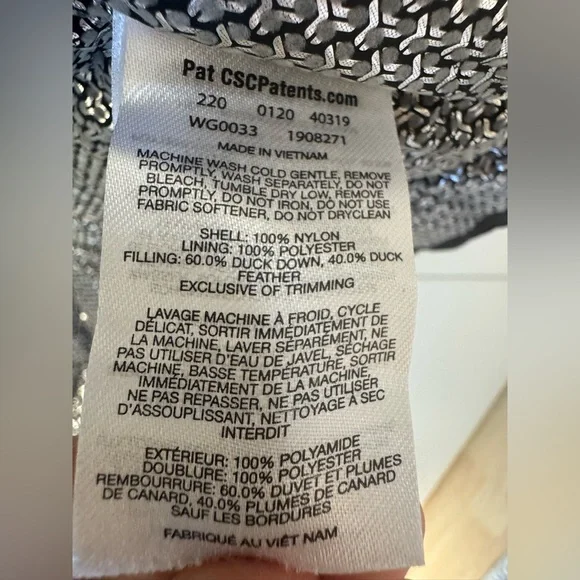 Pat CSCPatents.com
220 0120 40319
WG0033 1908271
MADE IN VIETNAM
MACHINE WASH COLD GENTLE, REMOVE
PROMPTLY, WASH SEPARATELY, DO NOT
BLEACH, TUMBLE DRY LOW, REMOVE
PROMPTLY, DO NOT IRON, DO NOT USE
FABRIC SOFTENER, DO NOT DRYCLEAN
SHELL: 100% NYLON
LINING: 100% POLYESTER
FILLING: 60.0% DUCK DOWN, 40.0% DUCK
FEATHER
EXCLUSIVE OF TRIMMING
LAVAGE MACHINE À FROID, CYCLE
DÉLICAT, SORTIR IMMÉDIATEMENT DE
LA MACHINE, LAVER SÉPARÉMENT, NE
PAS UTILISER D'EAU DE JAVEL, SÉCHAGE
MACHINE, BASSE TEMPÉRATURE, SORTIR
IMMÉDIATEMENT DE LA MACHINE,
NE PAS REPASSER, NE PAS UTILISER
D'ASSOUPLISSANT, NETTOYAGE À SEC
INTERDIT
EXTÉRIEUR: 100% POLYAMIDE
DOUBLURE: 100% POLYESTER
REMBOURRURE: 60.0% DUVET ET PLUMES
DE CANARD, 40.0% PLUMES DE CANARD
SAUF LES BORDURES
FABRIQUÉ AU VIÊT NAM